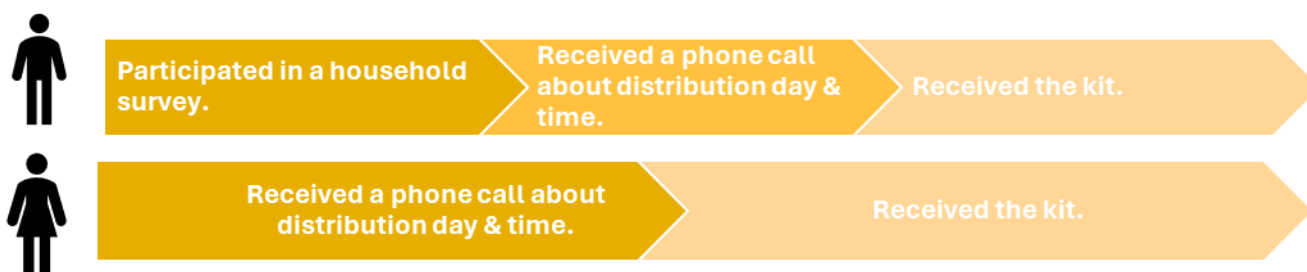 Participated in a household
survey.
Received a phone call
about distribution day &
time.
Received the kit.
Received a phone call about
distribution day & time.
Received the kit.